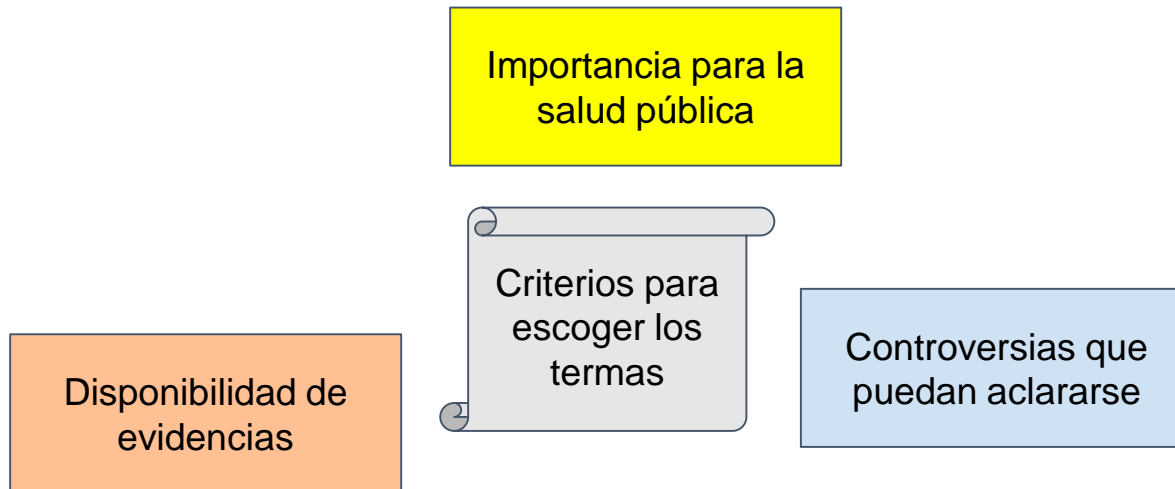 Importancia para la
salud pública
Criterios para
escoger los
termas
Controversias que
puedan aclararse
Disponibilidad de
evidencias